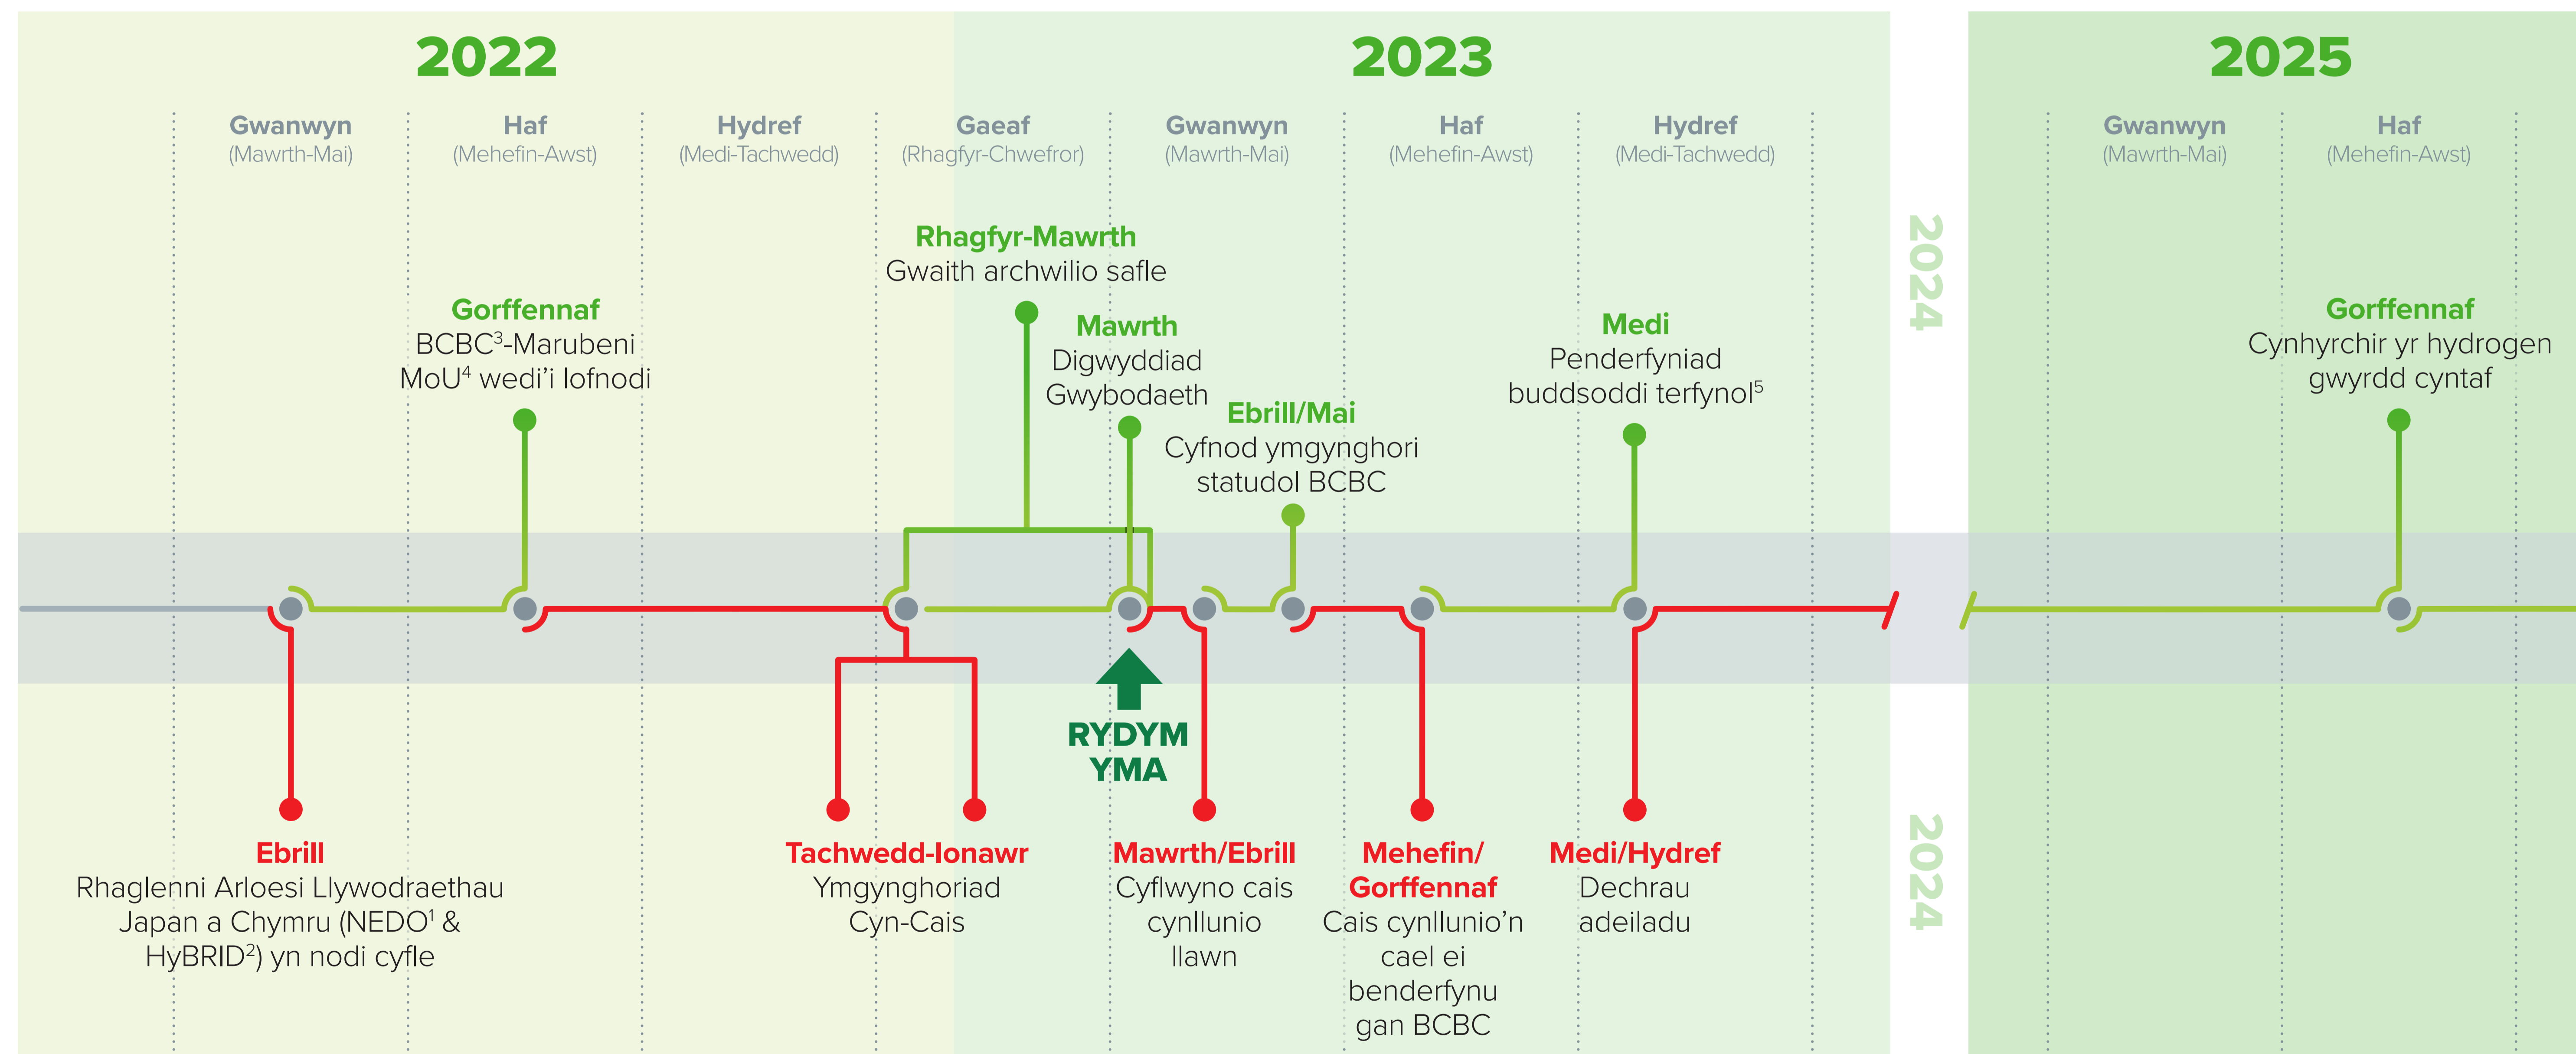 2022
2023
2025
Gwanwyn
(Mawrth-Mai)
Haf
(Mehefin-Awst)
Hydref
(Medi-Tachwedd)
Gaeaf
(Rhagfyr-Chwefror)
Gwanwyn
(Mawrth-Mai)
Haf
(Mehefin-Awst)
Hydref
(Medi-Tachwedd)
Gwanwyn
(Mawrth-Mai)
Haf
(Mehefin-Awst)
2024
Gorffennaf
BCBC³-Marubeni
MoU⁴ wedi’i lofnodi
Rhagfyr-Mawrth
Gwaith archwilio safle
Mawrth
Digwyddiad
Gwybodaeth
Ebrill/Mai
Cyfnod ymgynghori
statudol BCBC
Medi
Penderfyniad
buddsoddi terfynol⁵
Gorffennaf
Cynhyrchir yr hydrogen
gwyrdd cyntaf
RYDYM
YMA
Ebrill
Rhaglenni Arloesi Llywodraethau
Japan a Chymru (NEDO¹ &
HyBRID²) yn nodi cyfle
Tachwedd-Ionawr
Ymgynghoriad
Cyn-Cais
Mawrth/Ebrill
Cyflwyno cais
cynllunio
llawn
Mehefin/
Gorffennaf
Cais cynllunio’n
cael ei
benderfynu
gan BCBC
Medi/Hydref
Dechrau
adeiladu
2024